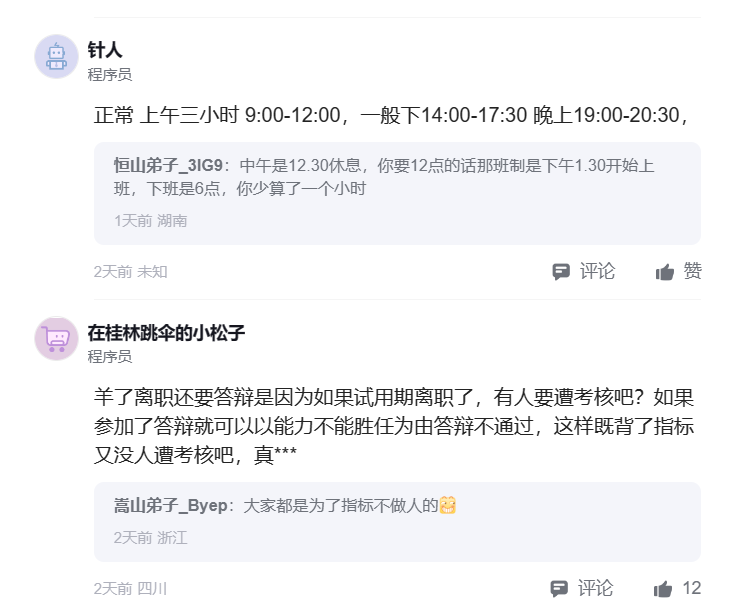 针人
程序员
正常 上午三小时 9:00-12:00，一般下14:00-17:30 晚上19:00-20:30，
恒山弟子_3IG9：中午是12.30休息，你要12点的话那班制是下午1.30开始上
班，下班是6点，你少算了一个小时
1天前 湖南
2天前 未知
评论
赞
在桂林跳伞的小松子
程序员
羊了离职还要答辩是因为如果试用期离职了，有人要遭考核吧？如果
参加了答辩就可以以能力不能胜任为由答辩不通过，这样既背了指标
又没人遭考核吧，真***
嵩山弟子_Byep：大家都是为了指标不做人的
2天前 浙江
2天前 四川
评论
12